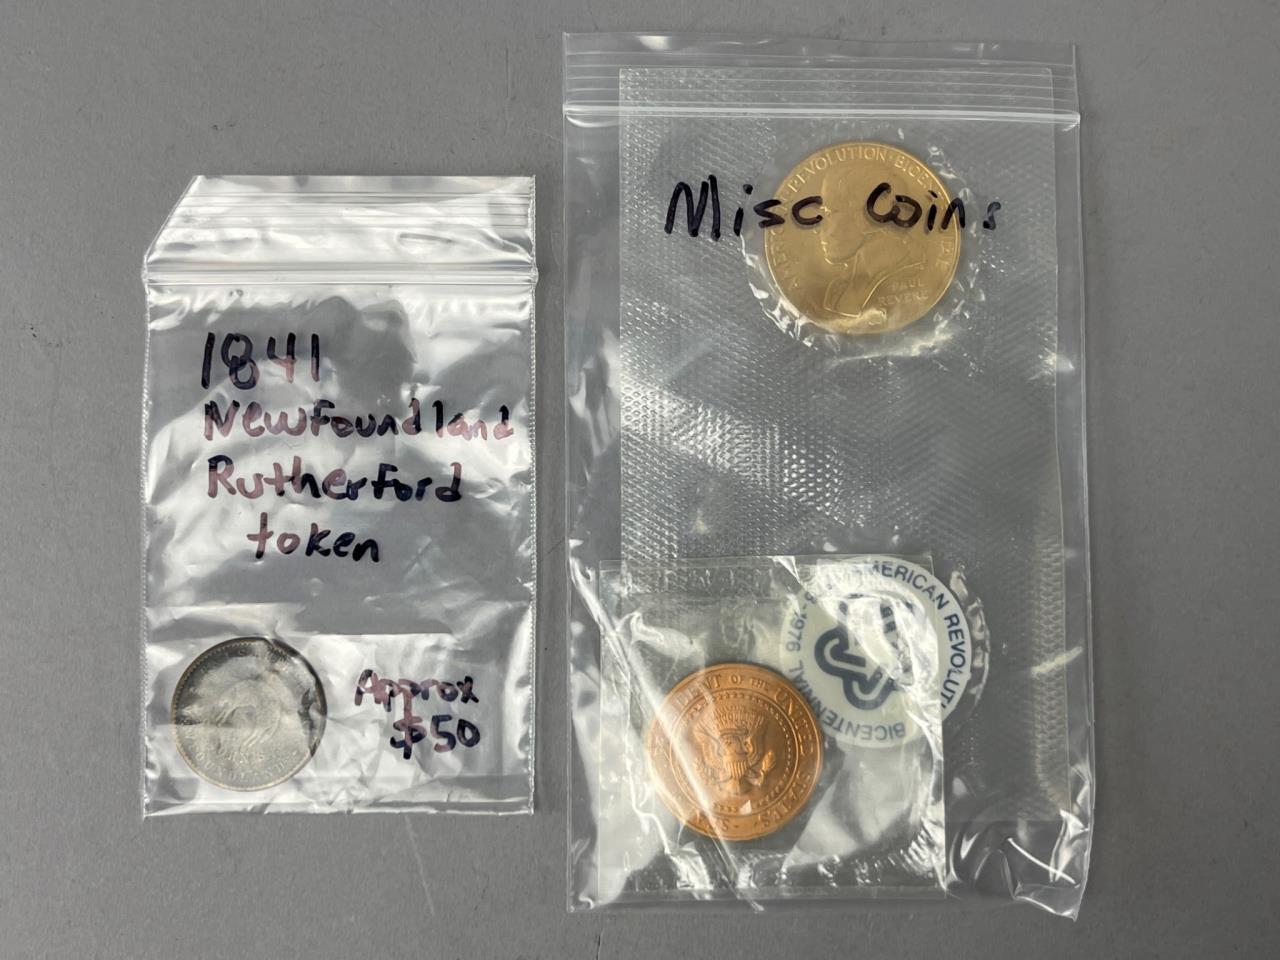 1841
Newfoundland
Rutherford
token
Approx
$50
Misc Coins
REVOLUTION BICE
PAUL
REVERE
AMERICAN REVOLUTI
-1976
BICENTENNIAL
OF THE UNITED STATES